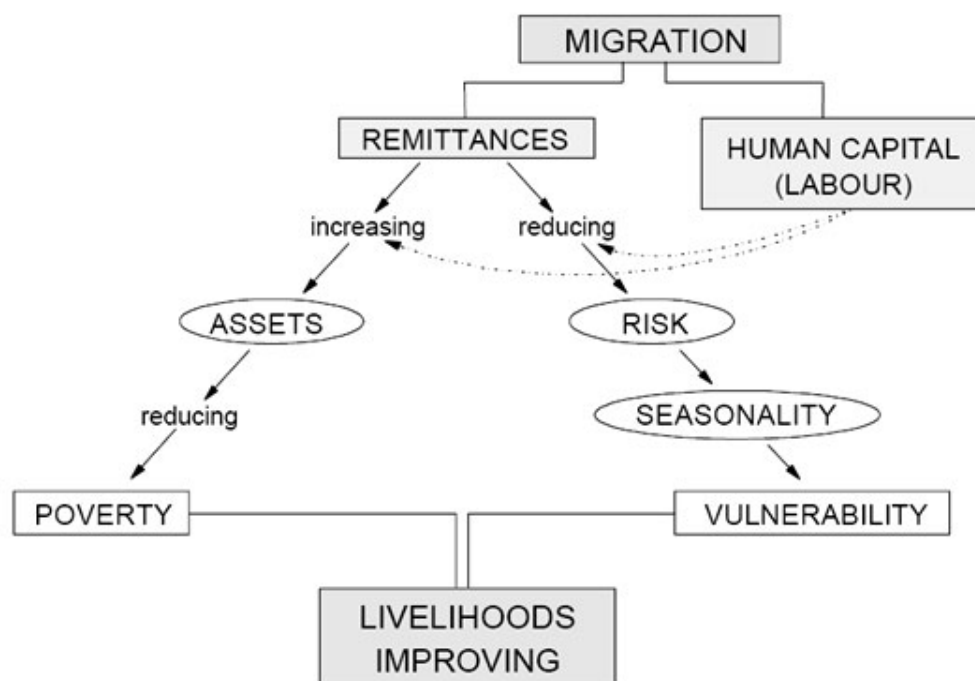 MIGRATION
REMITTANCES
HUMAN CAPITAL
(LABOUR)
increasing
reducing
ASSETS
RISK
reducing
SEASONALITY
POVERTY
VULNERABILITY
LIVELIHOODS
IMPROVING